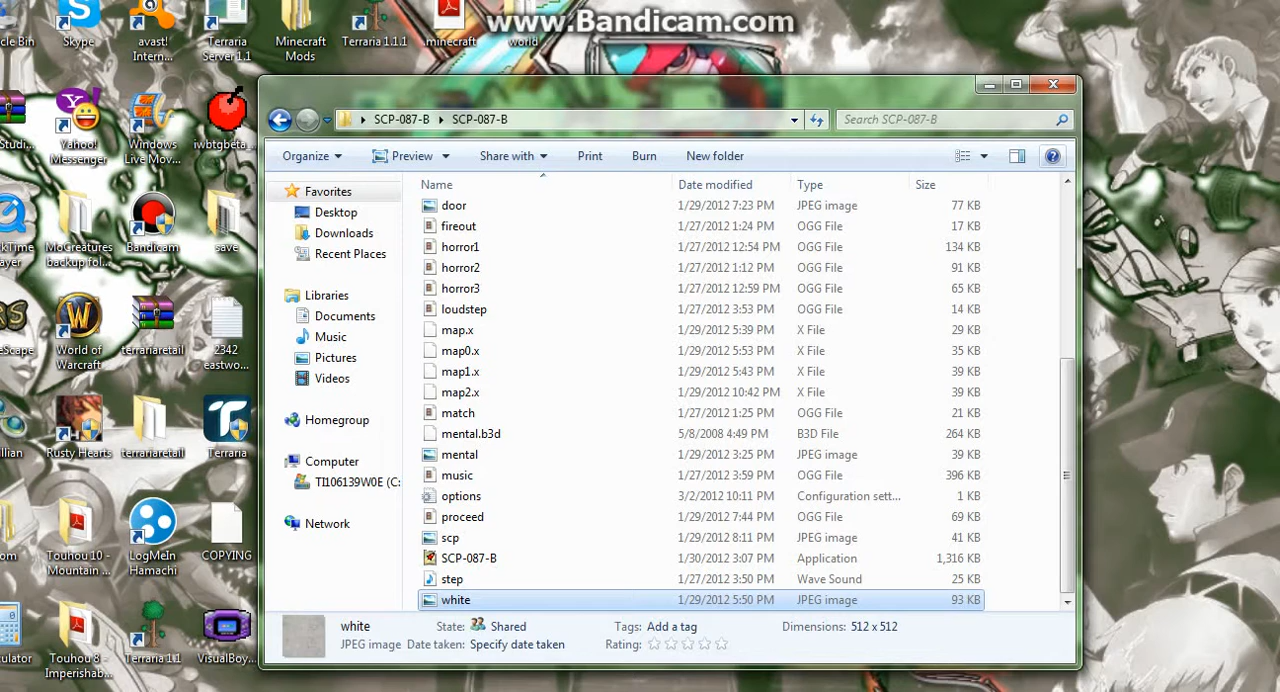 www.Bandicam.com
cle Bin
Skype
avast!
Intern...
Terraria
Server1.1
Minecraft
Mods
Terraria 1.1.1
.minecraft
world
Studi...
Yahoo!
Messenger
Windows
Live Mov...
iwbtgbeta_...
ckTime
ayer
MoCreatures
backup fol...
Bandicam
save
RS
eScape
World of
Warcraft
terrariaretail
2342
eastwo...
illian
Rusty Hearts
terrariaretail
Terraria
om
Touhou 10 -
Mountain ...
LogMeIn
Hamachi
COPYING
culator
Touhou 8 -
Imperishab...
Terraria 1.1
VisualBoy...
SCP-087-B
SCP-087-B
Search SCP-087-B
Organize
Preview
Share with
Print
Burn
New folder
Favorites
Desktop
Downloads
Recent Places
Libraries
Documents
Music
Pictures
Videos
Homegroup
Computer
TI106139W0E (C:
Network
Name Date modified Type Size
door 1/29/2012 7:23 PM JPEG image 77 KB
fireout 1/27/2012 1:24 PM OGG File 17 KB
horror1 1/27/2012 12:54 PM OGG File 134 KB
horror2 1/27/2012 1:12 PM OGG File 91 KB
horror3 1/27/2012 12:59 PM OGG File 65 KB
loudstep 1/27/2012 3:53 PM OGG File 14 KB
map.x 1/29/2012 5:39 PM X File 29 KB
map0.x 1/29/2012 5:53 PM X File 35 KB
map1.x 1/29/2012 5:43 PM X File 39 KB
map2.x 1/29/2012 10:42 PM X File 39 KB
match 1/27/2012 1:25 PM OGG File 21 KB
mental.b3d 5/8/2008 4:49 PM B3D File 264 KB
mental 1/29/2012 3:25 PM JPEG image 39 KB
music 1/27/2012 3:59 PM OGG File 396 KB
options 3/2/2012 10:11 PM Configuration sett... 1 KB
proceed 1/29/2012 7:44 PM OGG File 69 KB
scp 1/29/2012 8:11 PM JPEG image 41 KB
SCP-087-B 1/30/2012 3:07 PM Application 1,316 KB
step 1/27/2012 3:50 PM Wave Sound 25 KB
white 1/29/2012 5:50 PM JPEG image 93 KB
white State: Shared Tags: Add a tag Dimensions: 512 x 512
JPEG image Date taken: Specify date taken Rating: